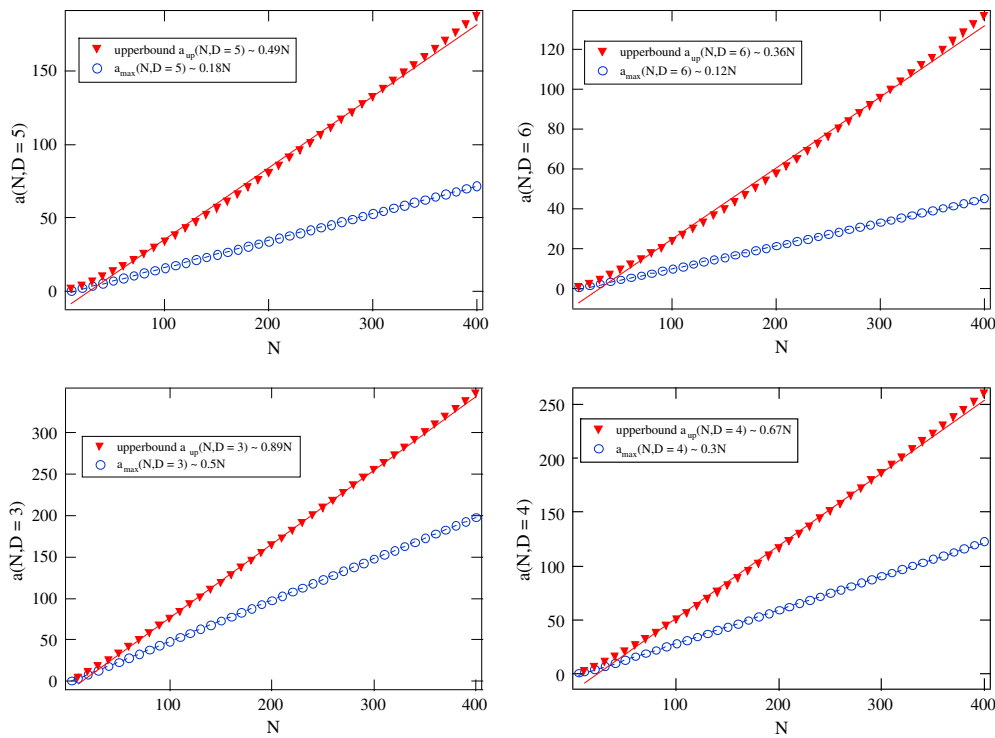 upperbound a_up(N,D = 5) ~ 0.49N
a_max(N,D = 5) ~ 0.18N
a(N,D = 5)
150
100
50
0
100
200
300
400
N
upperbound a_up(N,D = 6) ~ 0.36N
a_max(N,D = 6) ~ 0.12N
a(N,D = 6)
120
100
80
60
40
20
0
100
200
300
400
N
upperbound a_up(N,D = 3) ~ 0.89N
a_max(N,D = 3) ~ 0.5N
a(N,D = 3)
300
250
200
150
100
50
0
100
200
300
400
N
upperbound a_up(N,D = 4) ~ 0.67N
a_max(N,D = 4) ~ 0.3N
a(N,D = 4)
250
200
150
100
50
0
100
200
300
400
N